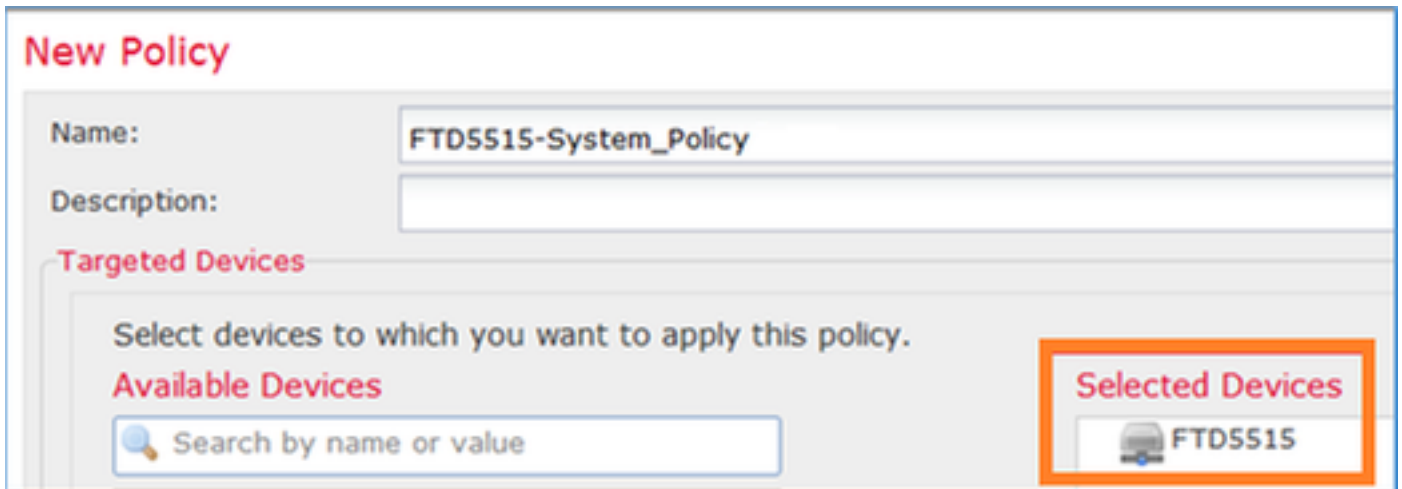 New Policy
Name: FTD5515-System_Policy
Description:
Targeted Devices
Select devices to which you want to apply this policy.
Available Devices
Selected Devices
Search by name or value
FTD5515